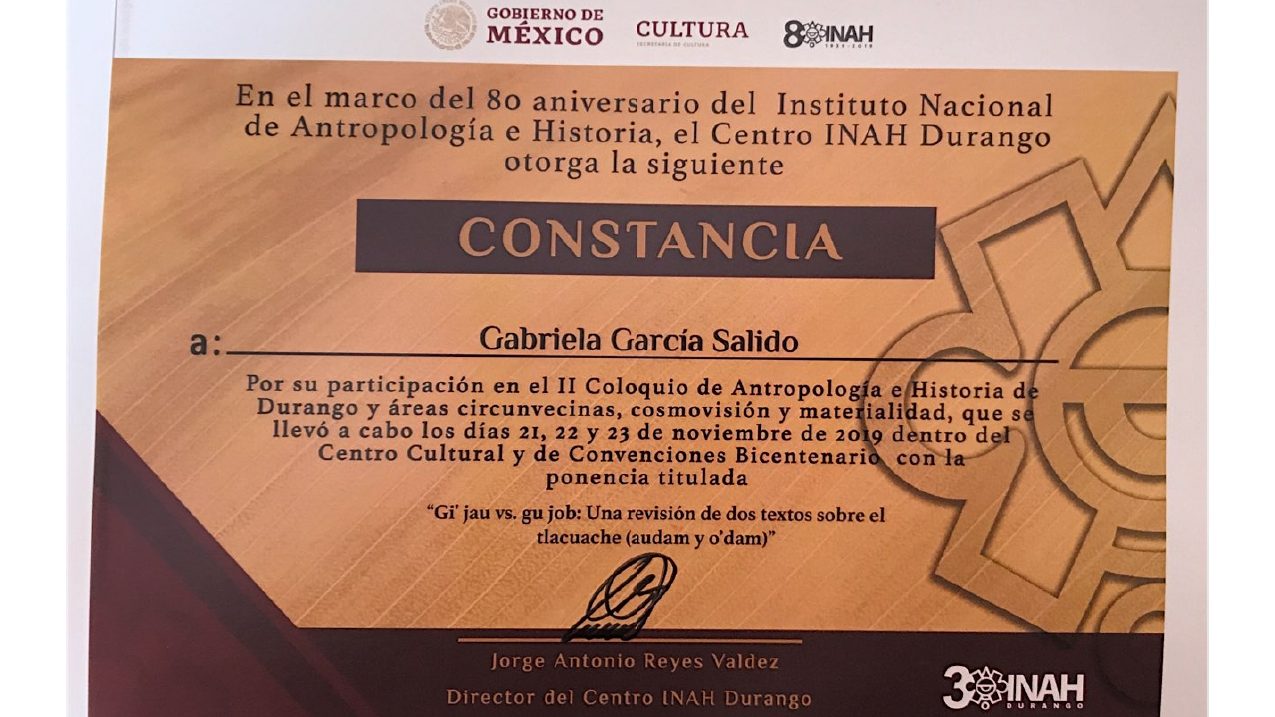 GOBIERNO DE
MÉXICO
CULTURA
SECRETARÍA DE CULTURA
80 INAH
1939-2019
En el marco del 80 aniversario del Instituto Nacional
de Antropología e Historia, el Centro INAH Durango
otorga la siguiente
CONSTANCIA
a: Gabriela García Salido
Por su participación en el II Coloquio de Antropología e Historia de
Durango y áreas circunvecinas, cosmovisión y materialidad, que se
llevó a cabo los días 21, 22 y 23 de noviembre de 2019 dentro del
Centro Cultural y de Convenciones Bicentenario con la
ponencia titulada
“Gi’ jau vs. gu job: Una revisión de dos textos sobre el
tlacuache (audam y o’dam)”
Jorge Antonio Reyes Valdez
Director del Centro INAH Durango
30 INAH
DURANGO